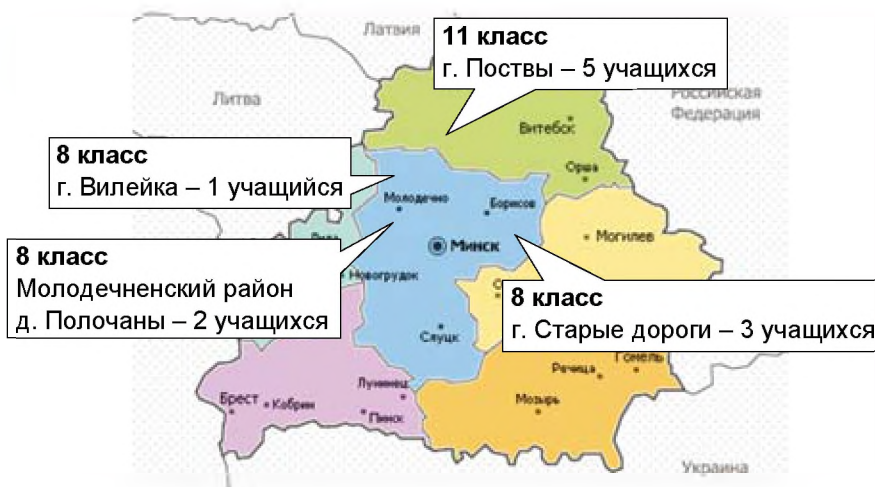 Латвия
11 класс
г. Поствы – 5 учащихся
Литва
Российская
Федерация
Витебск
8 класс
г. Вилейка – 1 учащийся
Орша
Молодечно
Борисов
8 класс
Молодечненский район
д. Полочаны – 2 учащихся
Минск
Могилев
Новогрудок
8 класс
г. Старые дороги – 3 учащихся
Слуцк
Гомель
Речица
Лунинец
Брест
Кобрин
Пинск
Мозырь
Украина